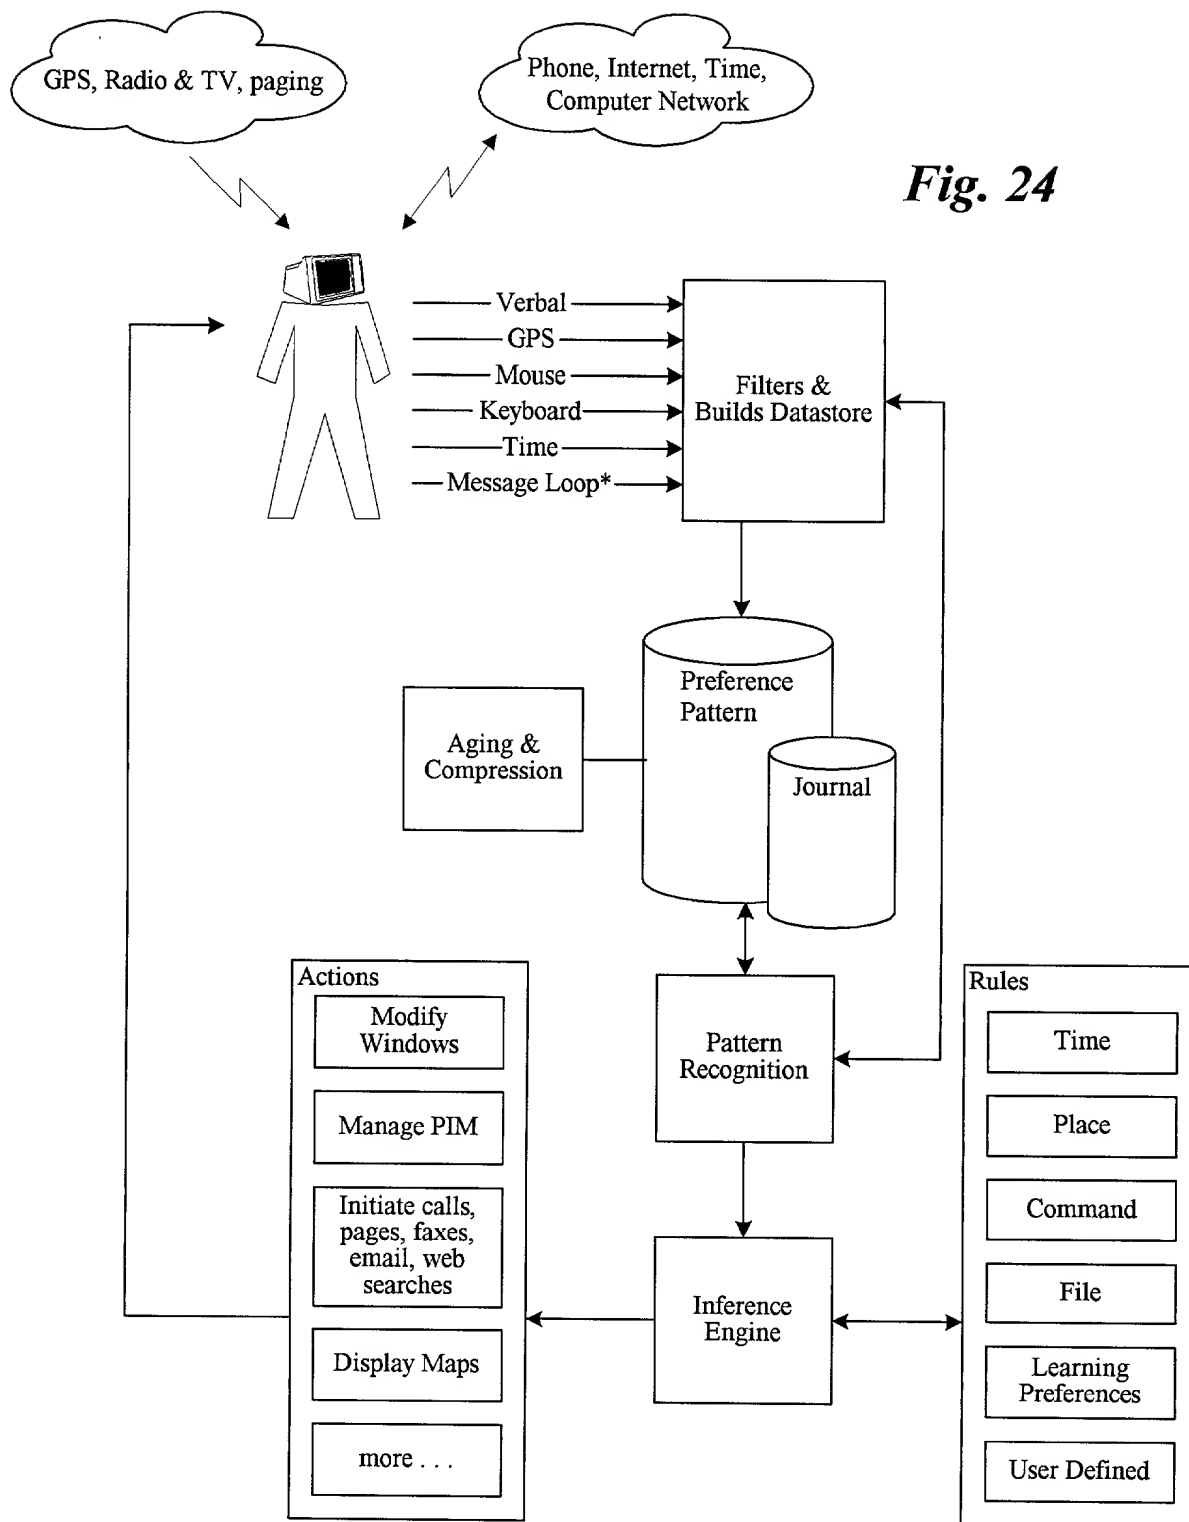 GPS, Radio & TV, paging
Phone, Internet, Time,
Computer Network
Fig. 24
Verbal
GPS
Mouse
Keyboard
Time
Message Loop*
Filters &
Builds Datastore
Preference
Pattern
Journal
Aging &
Compression
Pattern
Recognition
Inference
Engine
Actions
Modify
Windows
Manage PIM
Initiate calls,
pages, faxes,
email, web
searches
Display Maps
more . . .
Rules
Time
Place
Command
File
Learning
Preferences
User Defined